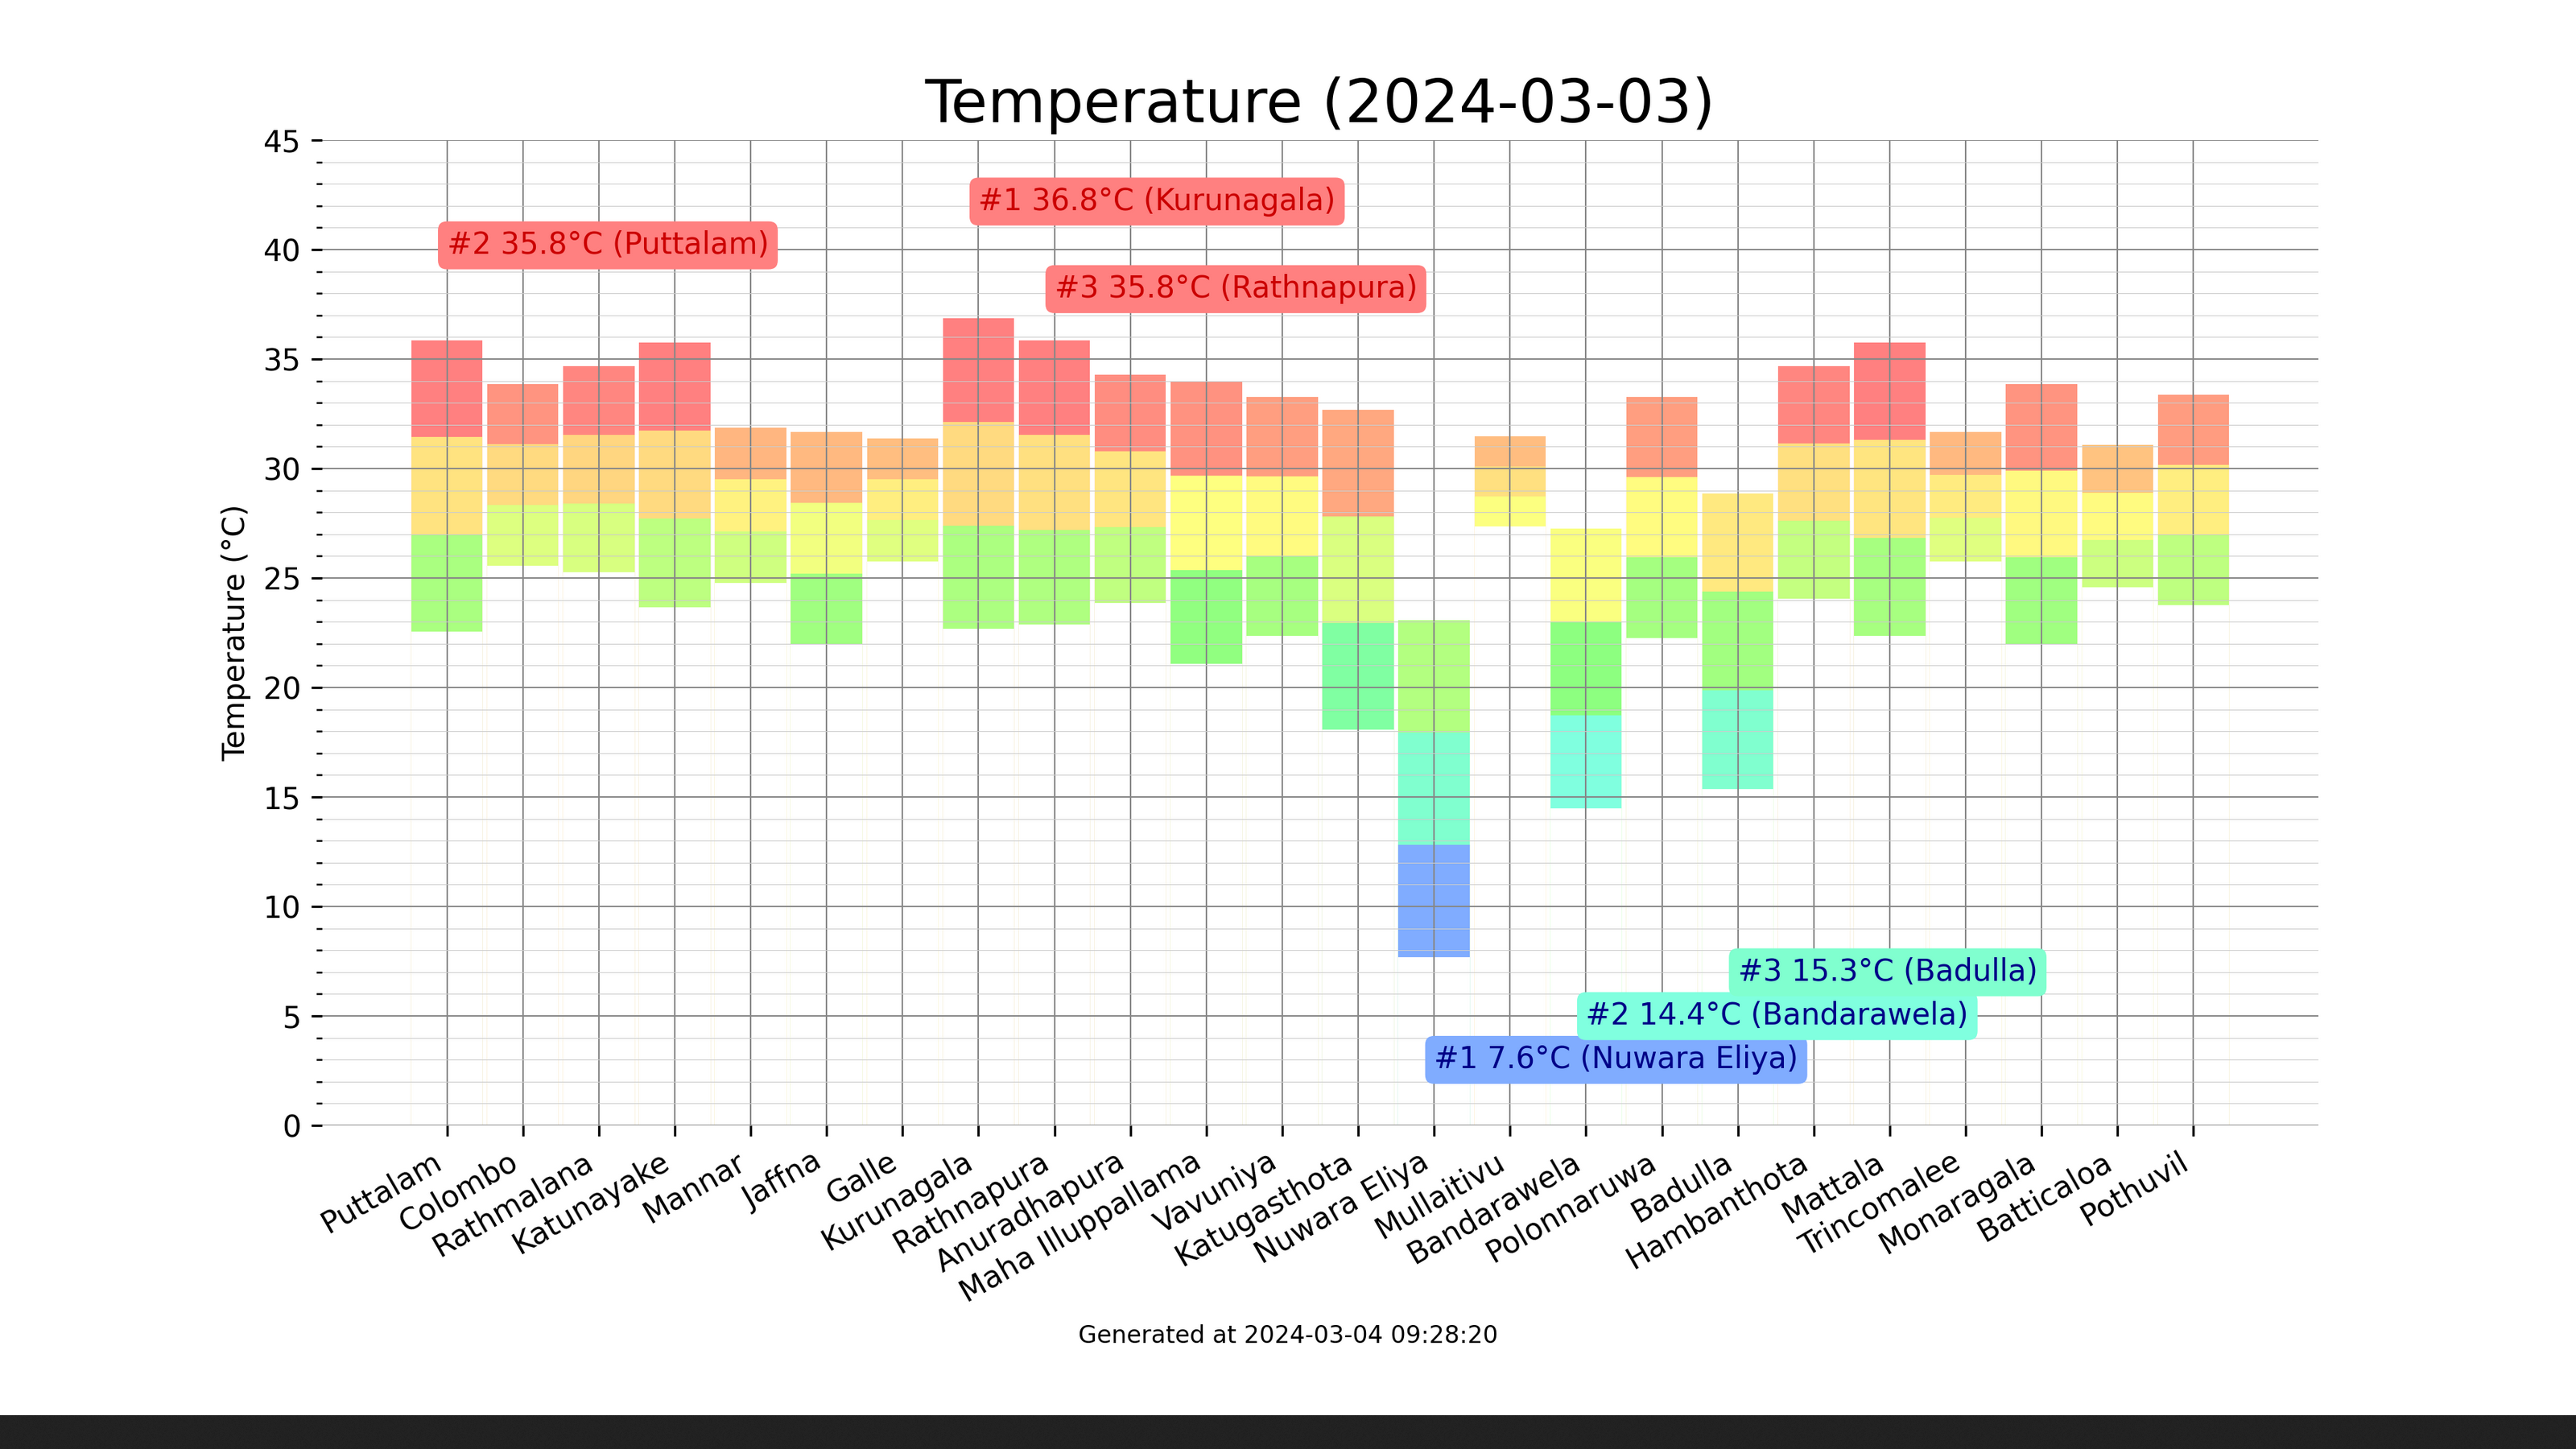 Temperature (2024-03-03)
Temperature (°C)
45
40
35
30
25
20
15
10
5
0
#1 36.8°C (Kurunagala)
#2 35.8°C (Puttalam)
#3 35.8°C (Rathnapura)
#3 15.3°C (Badulla)
#2 14.4°C (Bandarawela)
#1 7.6°C (Nuwara Eliya)
Puttalam
Colombo
Rathmalana
Katunayake
Mannar
Jaffna
Galle
Kurunagala
Rathnapura
Anuradhapura
Maha Illuppallama
Vavuniya
Katugasthota
Nuwara Eliya
Mullaitivu
Bandarawela
Polonnaruwa
Badulla
Hambanthota
Mattala
Trincomalee
Monaragala
Batticaloa
Pothuvil
Generated at 2024-03-04 09:28:20